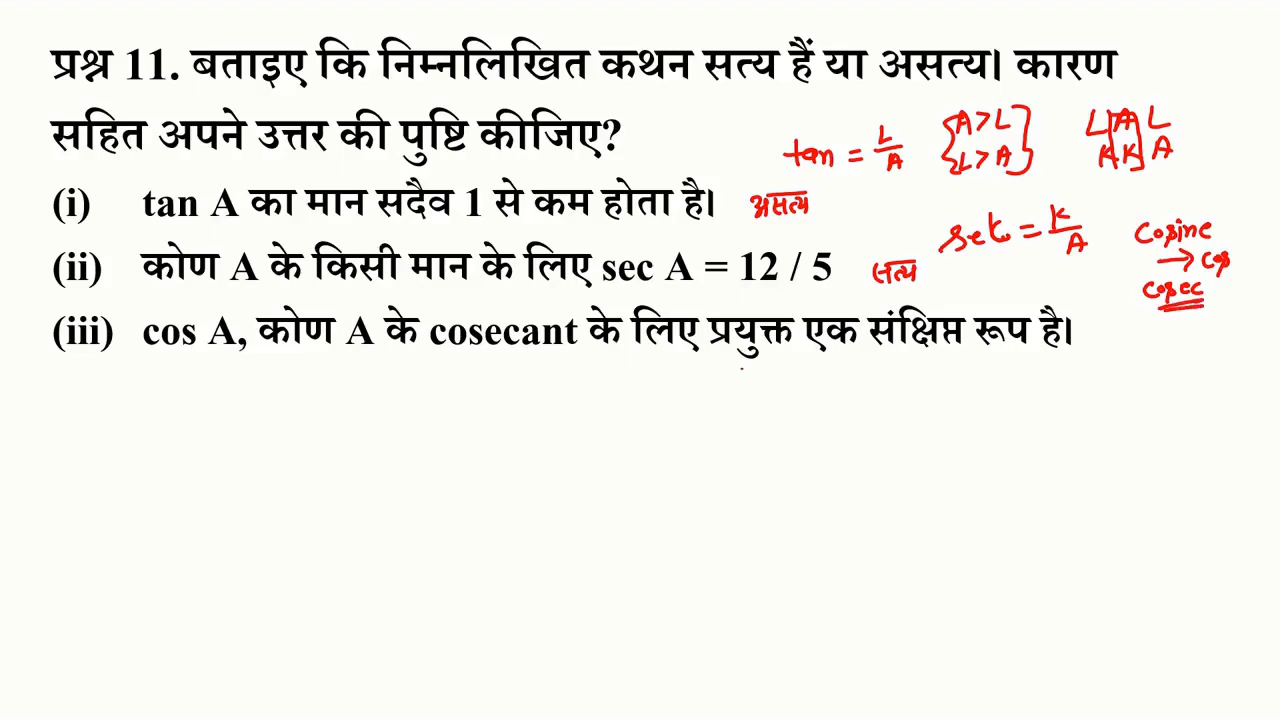 प्रश्न 11. बताइए कि निम्नलिखित कथन सत्य हैं या असत्य। कारण
सहित अपने उत्तर की पुष्टि कीजिए?
tan = L/A {A > L L > A} L A L K K A
(i) tan A का मान सदैव 1 से कम होता है। असत्य
sec = K/A Cosine → cos Cosec
(ii) कोण A के किसी मान के लिए sec A = 12 / 5 सत्य
(iii) cos A, कोण A के cosecant के लिए प्रयुक्त एक संक्षिप्त रूप है।